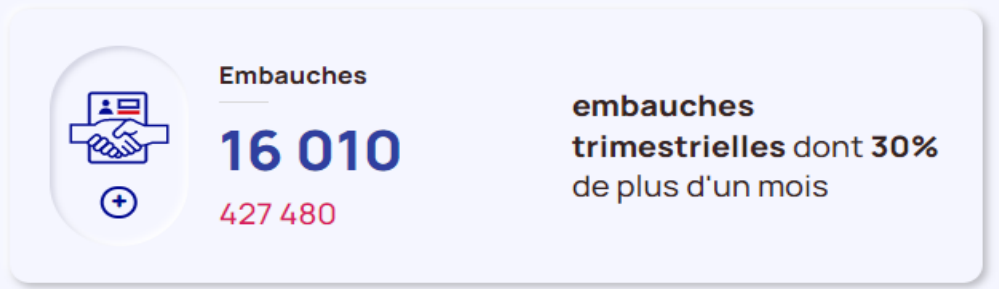 Embauches
16 010
427 480
embauches
trimestrielles dont 30%
de plus d'un mois